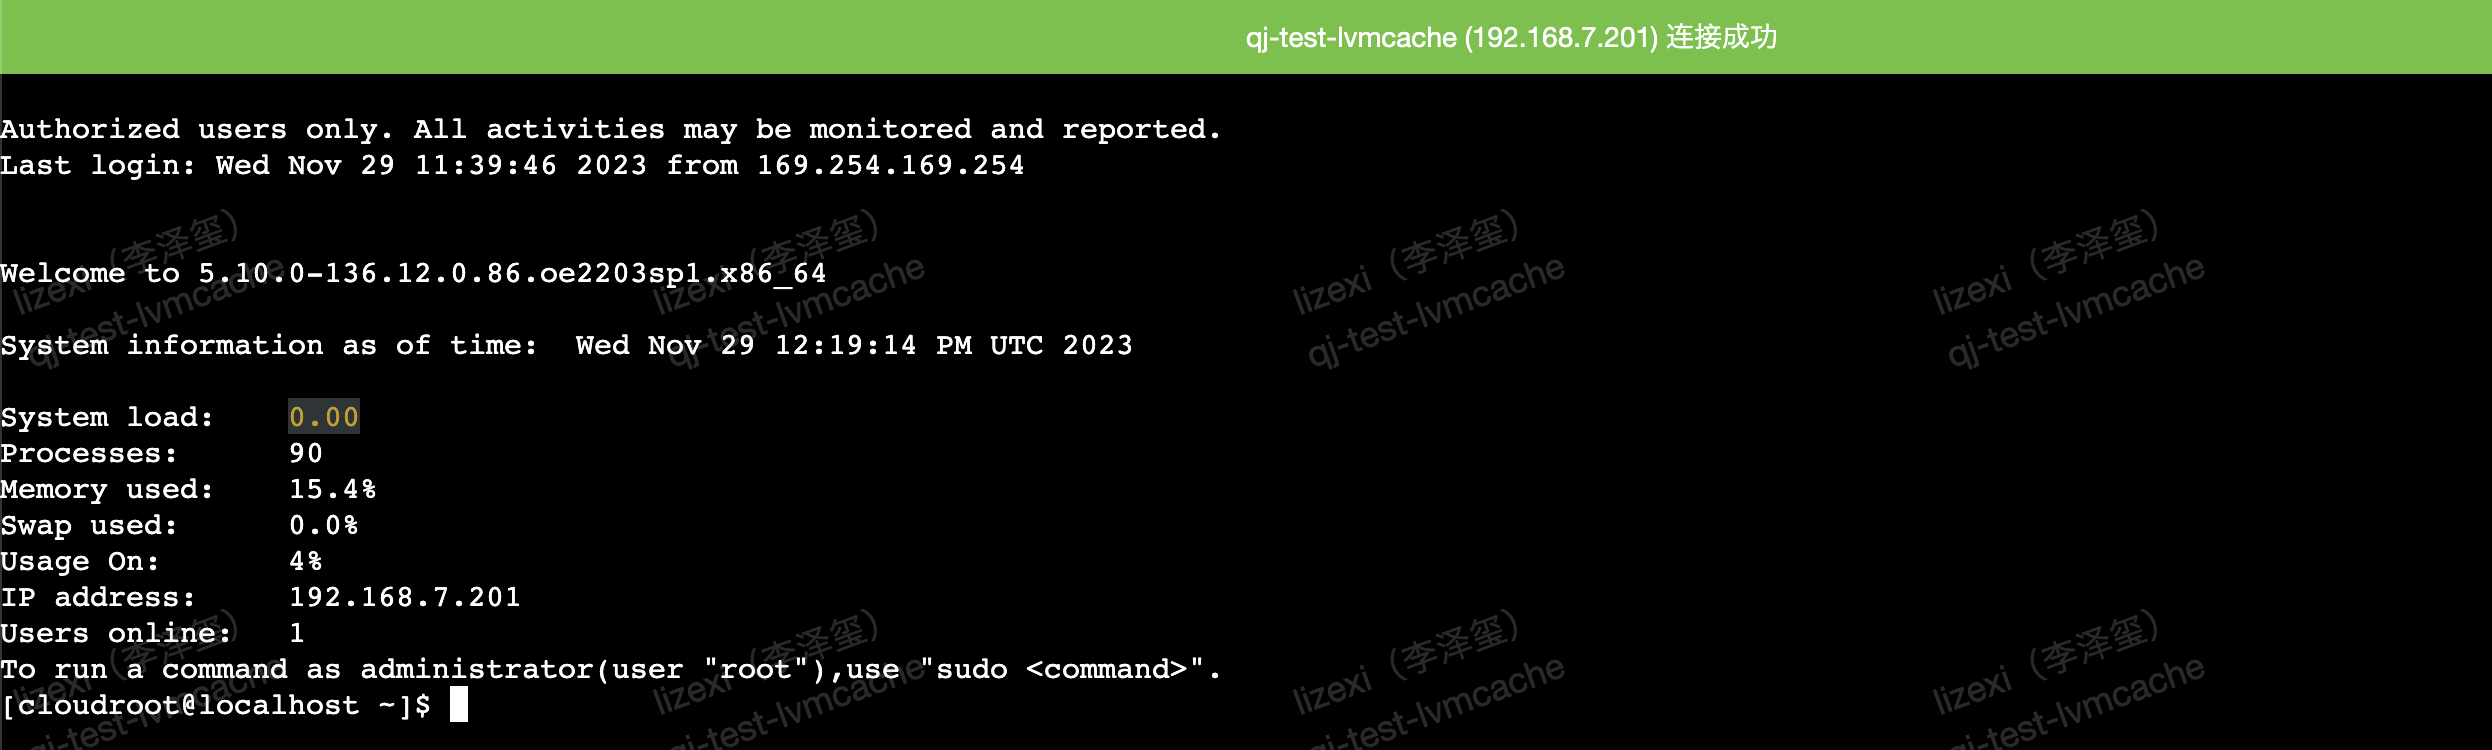 qj-test-lvmcache (192.168.7.201) 连接成功
Authorized users only. All activities may be monitored and reported.
Last login: Wed Nov 29 11:39:46 2023 from 169.254.169.254
lizexi（李泽玺） lizexi（李泽玺） lizexi（李泽玺） lizexi（李泽玺）
qj-test-lvmcache qj-test-lvmcache qj-test-lvmcache qj-test-lvmcache
Welcome to 5.10.0-136.12.0.86.oe2203sp1.x86_64
System information as of time:  Wed Nov 29 12:19:14 PM UTC 2023
System load:    0.00
Processes:      90
Memory used:    15.4%
Swap used:      0.0%
Usage On:       4%
IP address:     192.168.7.201
Users online:   1
To run a command as administrator(user "root"),use "sudo <command>".
[cloudroot@localhost ~]$
lizexi（李泽玺） lizexi（李泽玺） lizexi（李泽玺） lizexi（李泽玺）
qj-test-lvmcache qj-test-lvmcache qj-test-lvmcache qj-test-lvmcache